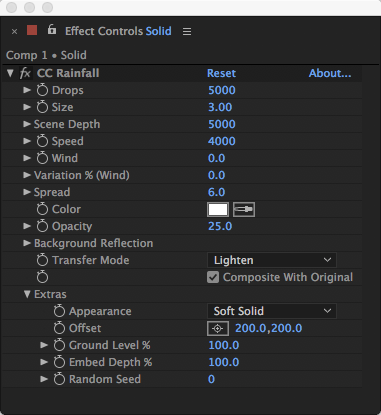 Effect Controls Solid
Comp 1 • Solid
fx CC Rainfall Reset About...
Drops 5000
Size 3.00
Scene Depth 5000
Speed 4000
Wind 0.0
Variation % (Wind) 0.0
Spread 6.0
Color
Opacity 25.0
Background Reflection
Transfer Mode Lighten
Composite With Original
Extras
Appearance Soft Solid
Offset 200.0,200.0
Ground Level % 100.0
Embed Depth % 100.0
Random Seed 0